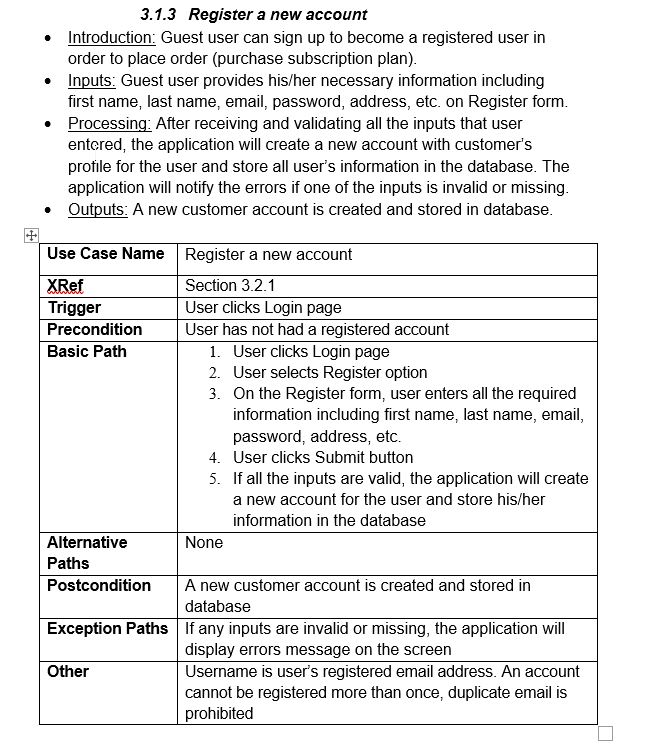 3.1.3 Register a new account
• Introduction: Guest user can sign up to become a registered user in
order to place order (purchase subscription plan).
• Inputs: Guest user provides his/her necessary information including
first name, last name, email, password, address, etc. on Register form.
• Processing: After receiving and validating all the inputs that user
entered, the application will create a new account with customer's
profile for the user and store all user's information in the database. The
application will notify the errors if one of the inputs is invalid or missing.
• Outputs: A new customer account is created and stored in database.
Use Case Name Register a new account
XRef Section 3.2.1
Trigger User clicks Login page
Precondition User has not had a registered account
Basic Path 1. User clicks Login page
2. User selects Register option
3. On the Register form, user enters all the required
information including first name, last name, email,
password, address, etc.
4. User clicks Submit button
5. If all the inputs are valid, the application will create
a new account for the user and store his/her
information in the database
Alternative None
Paths
Postcondition A new customer account is created and stored in
database
Exception Paths If any inputs are invalid or missing, the application will
display errors message on the screen
Other Username is user's registered email address. An account
cannot be registered more than once, duplicate email is
prohibited